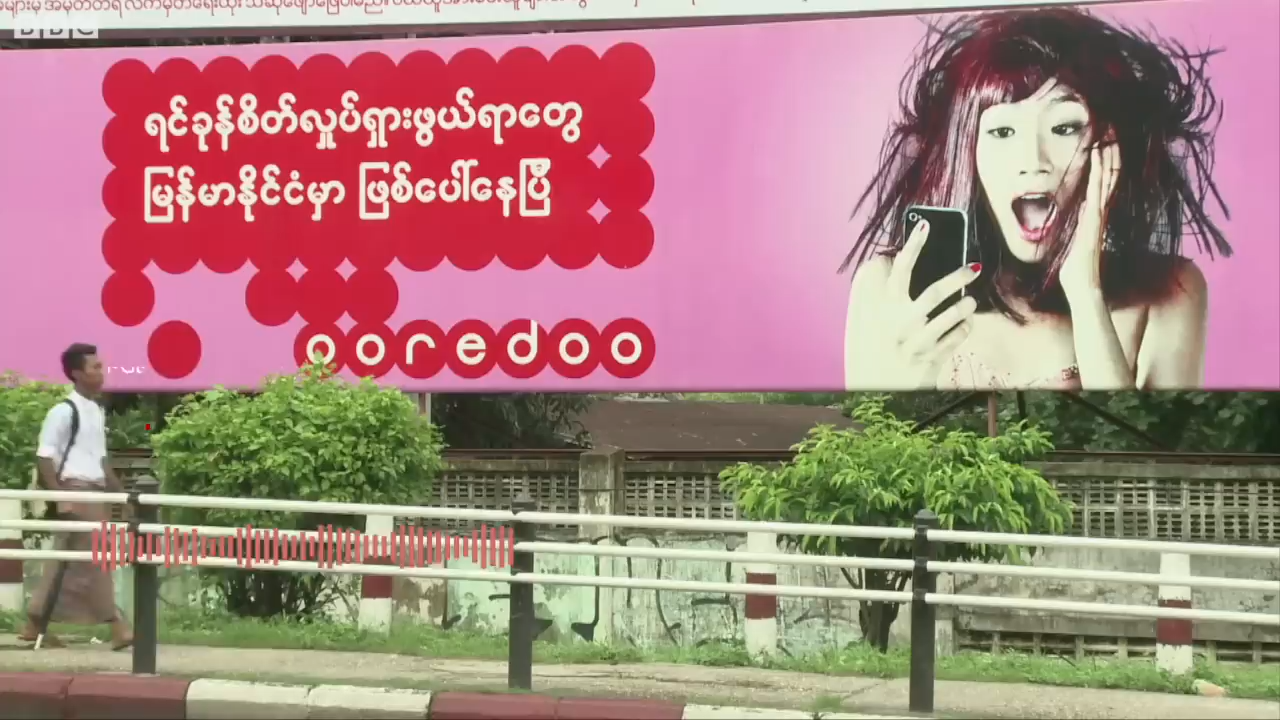 BBC
ရင်ခုန်စိတ်လှုပ်ရှားဖွယ်ရာတွေ
မြန်မာနိုင်ငံမှာ ဖြစ်ပေါ်နေပြီ
ooredoo